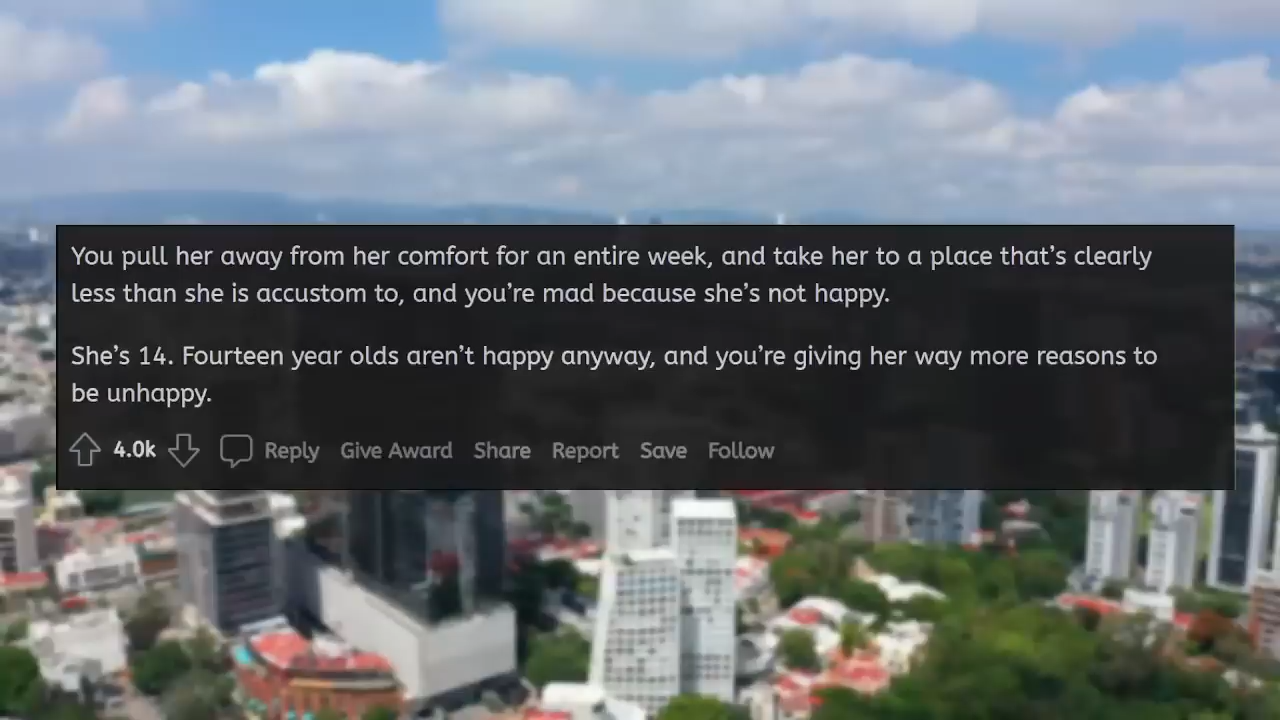 You pull her away from her comfort for an entire week, and take her to a place that’s clearly
less than she is accustom to, and you’re mad because she’s not happy.
She’s 14. Fourteen year olds aren’t happy anyway, and you’re giving her way more reasons to
be unhappy.
4.0k Reply Give Award Share Report Save Follow